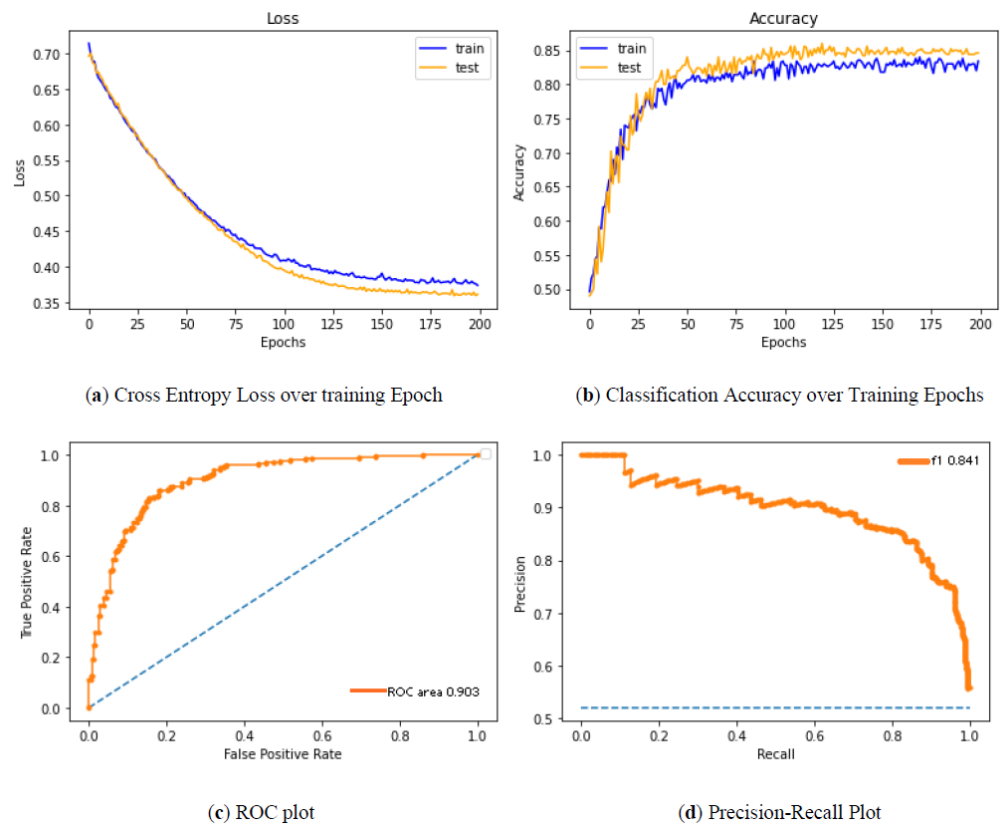 Loss
0.70
0.65
0.60
0.55
0.50
0.45
0.40
0.35
Loss
train
test
0 25 50 75 100 125 150 175 200
Epochs
(a) Cross Entropy Loss over training Epoch
Accuracy
0.85
0.80
0.75
0.70
0.65
0.60
0.55
0.50
Accuracy
train
test
0 25 50 75 100 125 150 175 200
Epochs
(b) Classification Accuracy over Training Epochs
1.0
0.8
0.6
0.4
0.2
0.0
True Positive Rate
ROC area 0.903
0.0 0.2 0.4 0.6 0.8 1.0
False Positive Rate
(c) ROC plot
1.0
0.9
0.8
0.7
0.6
0.5
Precision
f1 0.841
0.0 0.2 0.4 0.6 0.8 1.0
Recall
(d) Precision-Recall Plot